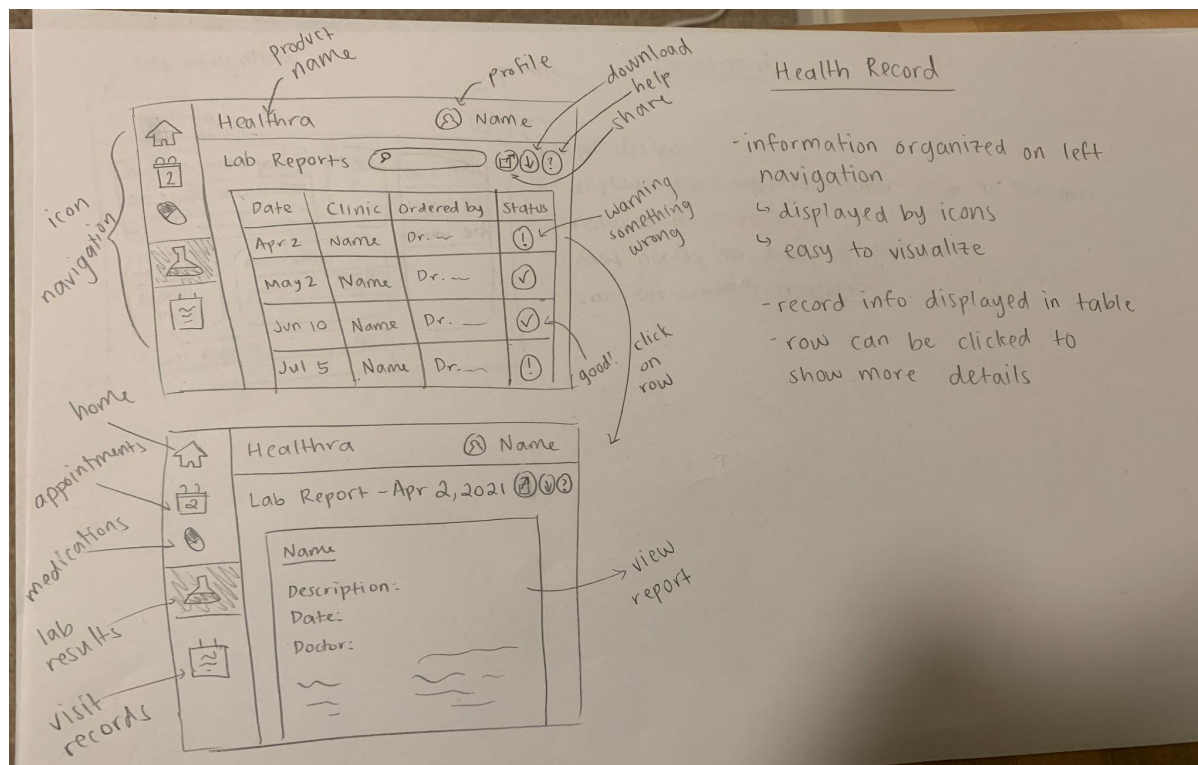 product
name
profile
download
help
share
Health Record
Healthra
Name
icon
navigation
2
Lab Reports
?
Date Clinic Ordered by Status
Apr 2 Name Dr. !
May 2 Name Dr.
Jun 10 Name Dr.
Jul 5 Name Dr. !
warning
something
wrong
good!
click
on
row
- information organized on left
navigation
↳ displayed by icons
↳ easy to visualize
- record info displayed in table
- row can be clicked to
show more details
home
appointments
medications
lab
results
visit
records
Healthra
Name
2
Lab Report - Apr 2, 2021
?
Name
Description:
Date:
Doctor:
view
report